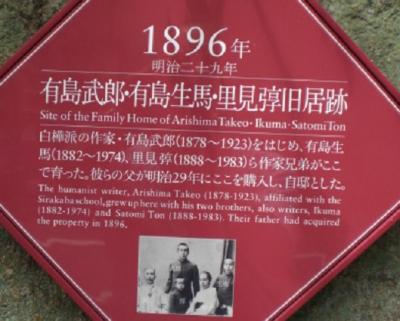 1896年
明治二十九年
有島武郎・有島生馬・里見弴旧居跡
Site of the Family Home of Arishima Takeo・Ikuma・Satomi Ton
白樺派の作家・有島武郎(1878〜1923)をはじめ、有島生
馬(1882〜1974)、里見弴(1888〜1983)ら作家兄弟がここ
で育った。彼らの父が明治29年にここを購入し、自邸とした。
The humanist writer, Arishima Takeo (1878-1923), affiliated with the
Sirakaba school, grew up here with his two brothers, also writers, Ikuma
(1882-1974) and Satomi Ton (1888-1983). Their father had acquired
the property in 1896.